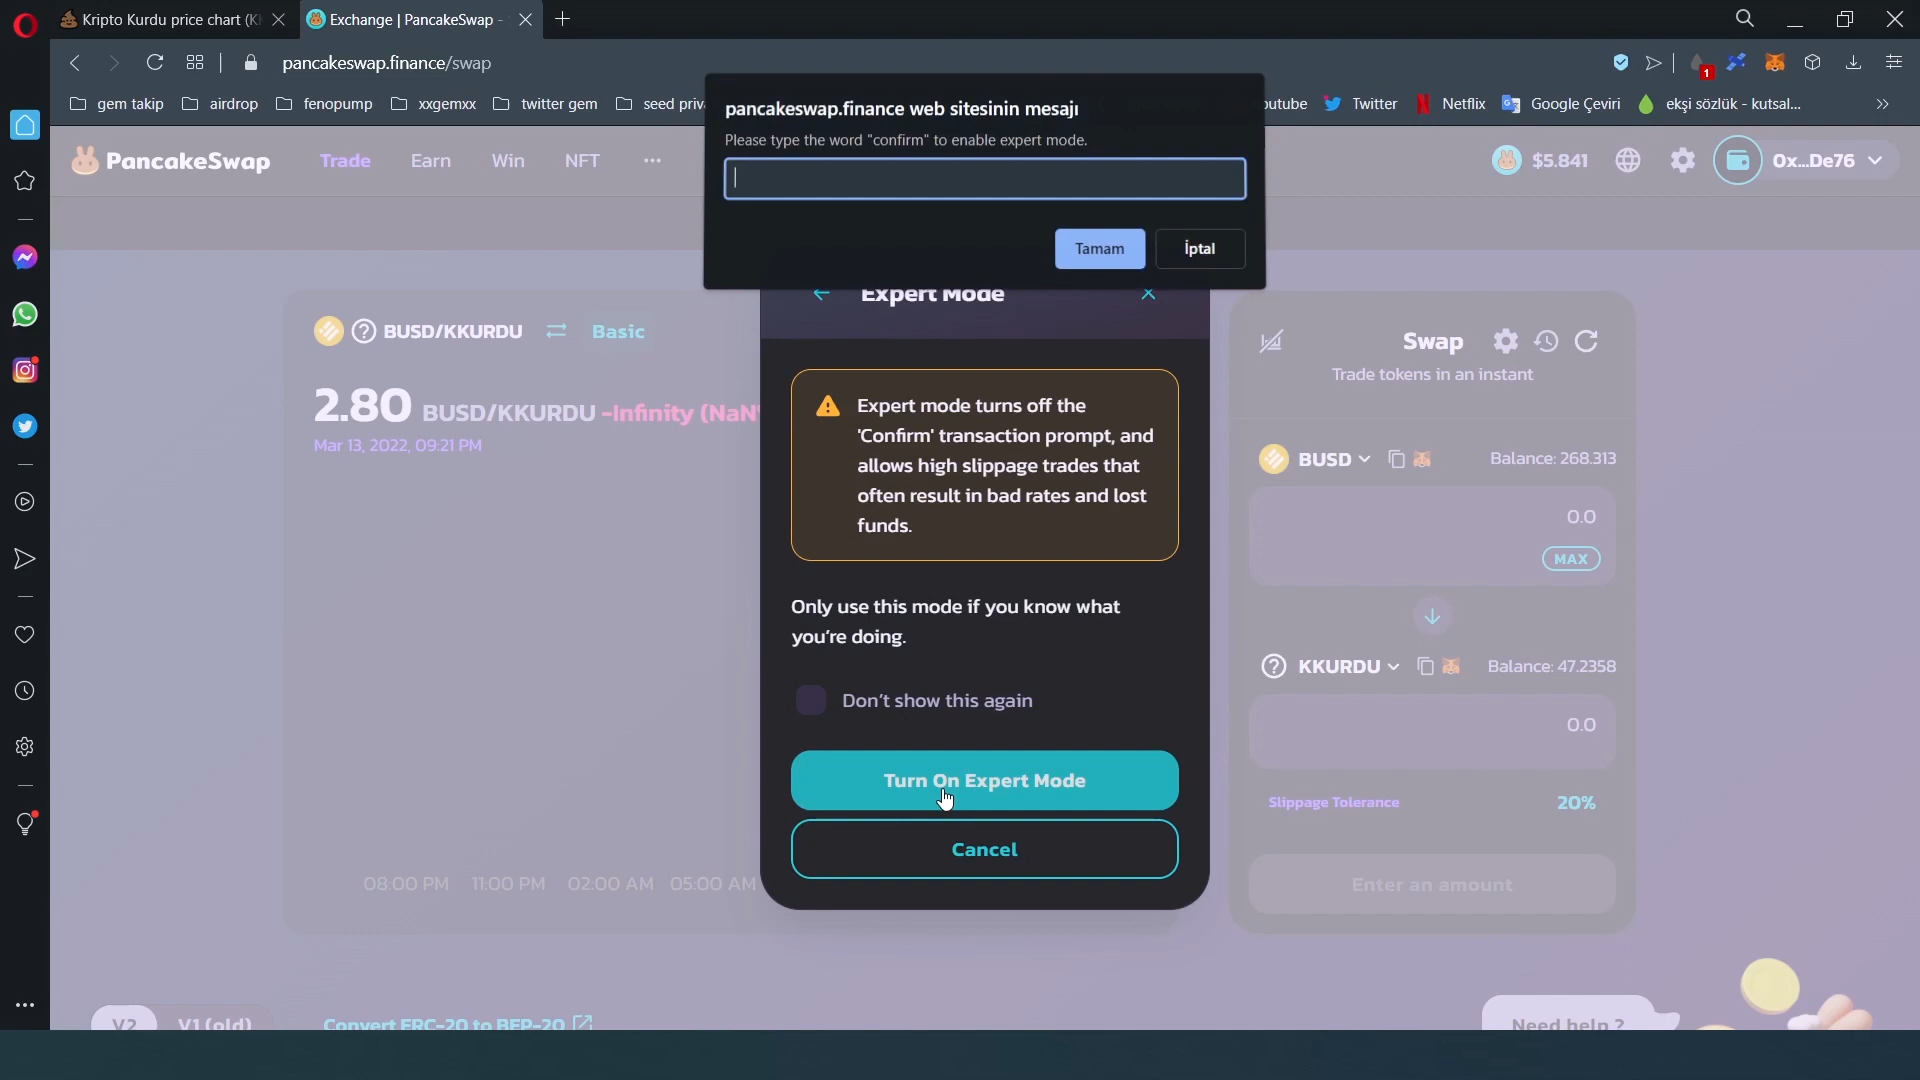 Kripto Kurdu price chart (K
Exchange | PancakeSwap -
pancakeswap.finance/swap
1
gem takip
airdrop
fenopump
xxgemxx
twitter gem
seed priv
Twitter
Netflix
Google Çeviri
ekşi sözlük - kutsal...
pancakeswap.finance web sitesinin mesajı
Please type the word "confirm" to enable expert mode.
Tamam
İptal
PancakeSwap
Trade
Earn
Win
NFT
$5.841
0x...De76
Expert Mode
BUSD/KKURDU
Basic
2.80 BUSD/KKURDU -Infinity (NaN
Mar 13, 2022, 09:21 PM
08:00 PM
11:00 PM
02:00 AM
05:00 AM
Expert mode turns off the
'Confirm' transaction prompt, and
allows high slippage trades that
often result in bad rates and lost
funds.
Only use this mode if you know what
you're doing.
Don't show this again
Turn On Expert Mode
Cancel
Swap
Trade tokens in an instant
BUSD
Balance: 268.313
0.0
MAX
KKURDU
Balance: 47.2358
0.0
Slippage Tolerance
20%
Enter an amount
V2
V1 (old)
Convert ERC-20 to BEP-20
Need help ?